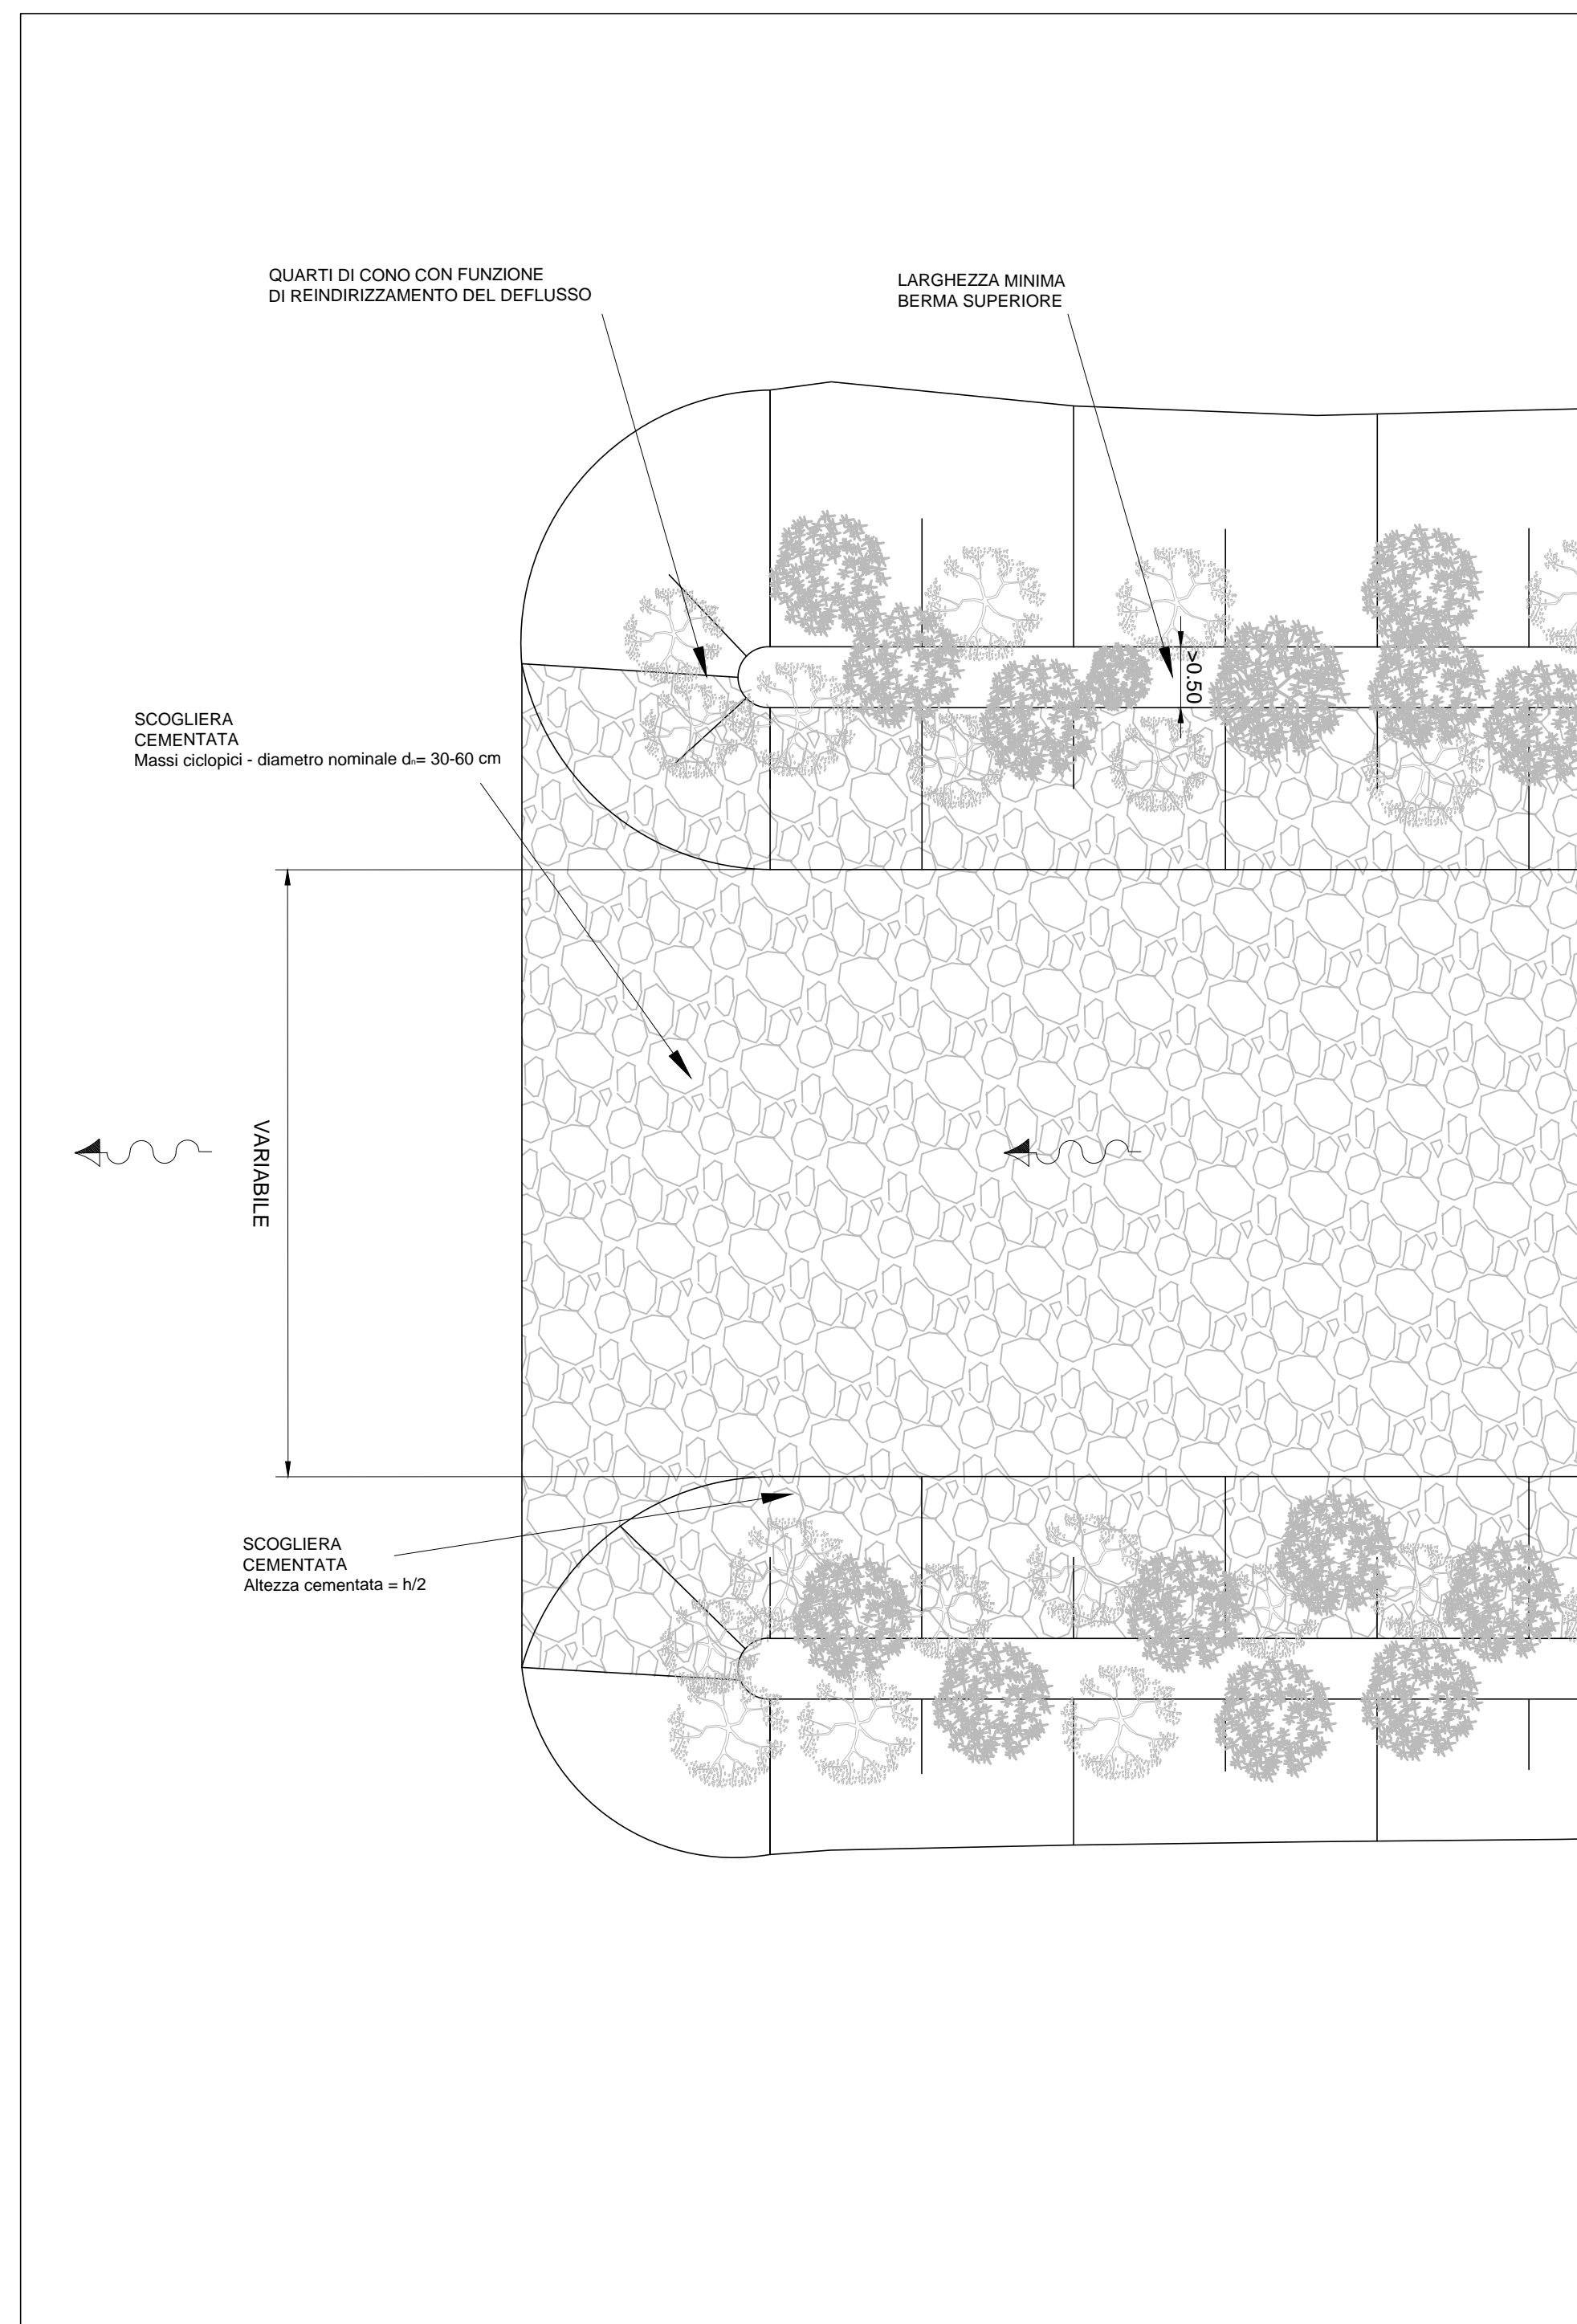 QUARTI DI CONO CON FUNZIONE
DI REINDIRIZZAMENTO DEL DEFLUSSO
LARGHEZZA MINIMA
BERMA SUPERIORE
>0.50
SCOGLIERA
CEMENTATA
Massi ciclopici - diametro nominale dₙ= 30-60 cm
VARIABILE
SCOGLIERA
CEMENTATA
Altezza cementata = h/2